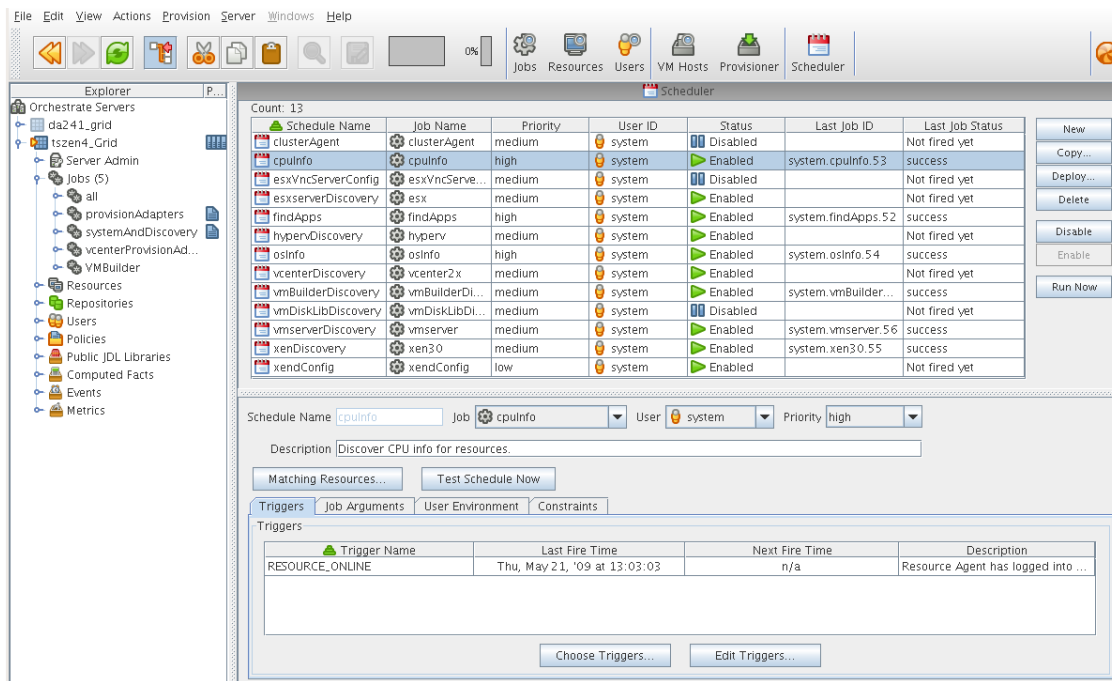 File Edit View Actions Provision Server Windows Help
0%
Jobs Resources Users VM Hosts Provisioner Scheduler
Explorer P...
Orchestrate Servers
da241_grid
tszen4_Grid
Server Admin
Jobs (5)
all
provisionAdapters
systemAndDiscovery
vcenterProvisionAd...
VMBuilder
Resources
Repositories
Users
Policies
Public JDL Libraries
Computed Facts
Events
Metrics
Scheduler
Count: 13
Schedule Name Job Name Priority User ID Status Last Job ID Last Job Status
clusterAgent clusterAgent medium system Disabled Not fired yet
cpuInfo cpuInfo high system Enabled system.cpuInfo.53 success
esxVncServerConfig esxVncServe... medium system Disabled Not fired yet
esxserverDiscovery esx medium system Enabled Not fired yet
findApps findApps high system Enabled system.findApps.52 success
hypervDiscovery hyperv medium system Enabled Not fired yet
osInfo osInfo high system Enabled system.osInfo.54 success
vcenterDiscovery vcenter2x medium system Enabled Not fired yet
vmBuilderDiscovery vmBuilderDi... medium system Enabled system.vmBuilder... success
vmDiskLibDiscovery vmDiskLibDi... medium system Disabled Not fired yet
vmserverDiscovery vmserver medium system Enabled system.vmserver.56 success
xenDiscovery xen30 medium system Enabled system.xen30.55 success
xendConfig xendConfig low system Enabled Not fired yet
New
Copy...
Deploy...
Delete
Disable
Enable
Run Now
Schedule Name cpuInfo Job cpuInfo User system Priority high
Description Discover CPU info for resources.
Matching Resources... Test Schedule Now
Triggers Job Arguments User Environment Constraints
Triggers
Trigger Name Last Fire Time Next Fire Time Description
RESOURCE_ONLINE Thu, May 21, '09 at 13:03:03 n/a Resource Agent has logged into ...
Choose Triggers... Edit Triggers...